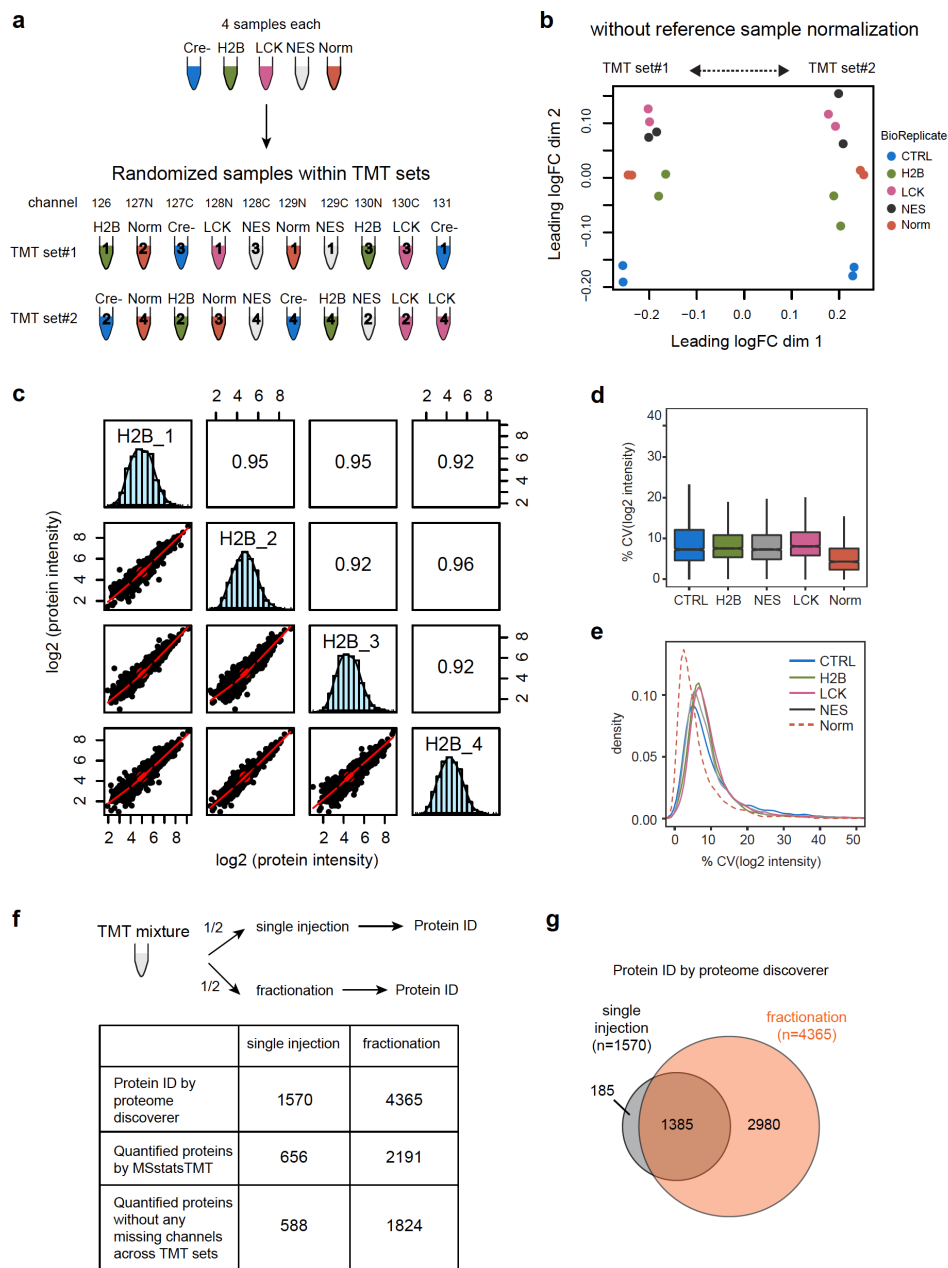 a
4 samples each
Cre- H2B LCK NES Norm
Randomized samples within TMT sets
channel 126 127N 127C 128N 128C 129N 129C 130N 130C 131
H2B Norm Cre- LCK NES Norm NES H2B LCK Cre-
TMT set#1 1 2 3 1 3 1 1 3 3 1
Cre- Norm H2B Norm NES Cre- H2B NES LCK LCK
TMT set#2 2 4 2 3 4 4 4 2 2 4
b
without reference sample normalization
TMT set#1 TMT set#2
Leading logFC dim 2
0.10
0.00
−0.10
−0.20
−0.2 −0.1 0.0 0.1 0.2
Leading logFC dim 1
BioReplicate
CTRL
H2B
LCK
NES
Norm
c
2 4 6 8 2 4 6 8
H2B_1 0.95 0.95 0.92
8
6
4
2
log2 (protein intensity)
8
6
4
2
H2B_2 0.92 0.96
H2B_3 0.92
8
6
4
2
8
6
4
2
H2B_4
2 4 6 8 2 4 6 8
log2 (protein intensity)
d
% CV(log2 intensity)
40
30
20
10
0
CTRL H2B NES LCK Norm
e
density
0.10
0.05
0.00
CTRL
H2B
LCK
NES
Norm
0 10 20 30 40 50
% CV(log2 intensity)
f
TMT mixture
1/2 single injection Protein ID
1/2 fractionation Protein ID
single injection fractionation
Protein ID by
proteome
discoverer
1570 4365
Quantified proteins
by MSstatsTMT
656 2191
Quantified proteins
without any
missing channels
across TMT sets
588 1824
g
Protein ID by proteome discoverer
single
injection
(n=1570)
fractionation
(n=4365)
185
1385 2980